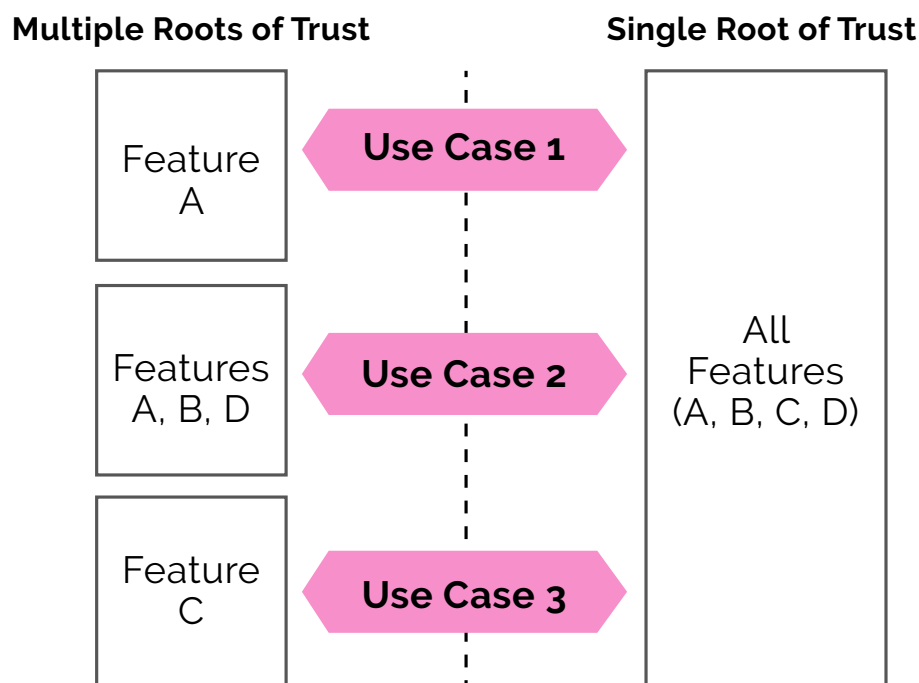 Multiple Roots of Trust
Single Root of Trust
Feature
A
Use Case 1
Features
A, B, D
Use Case 2
All
Features
(A, B, C, D)
Feature
C
Use Case 3